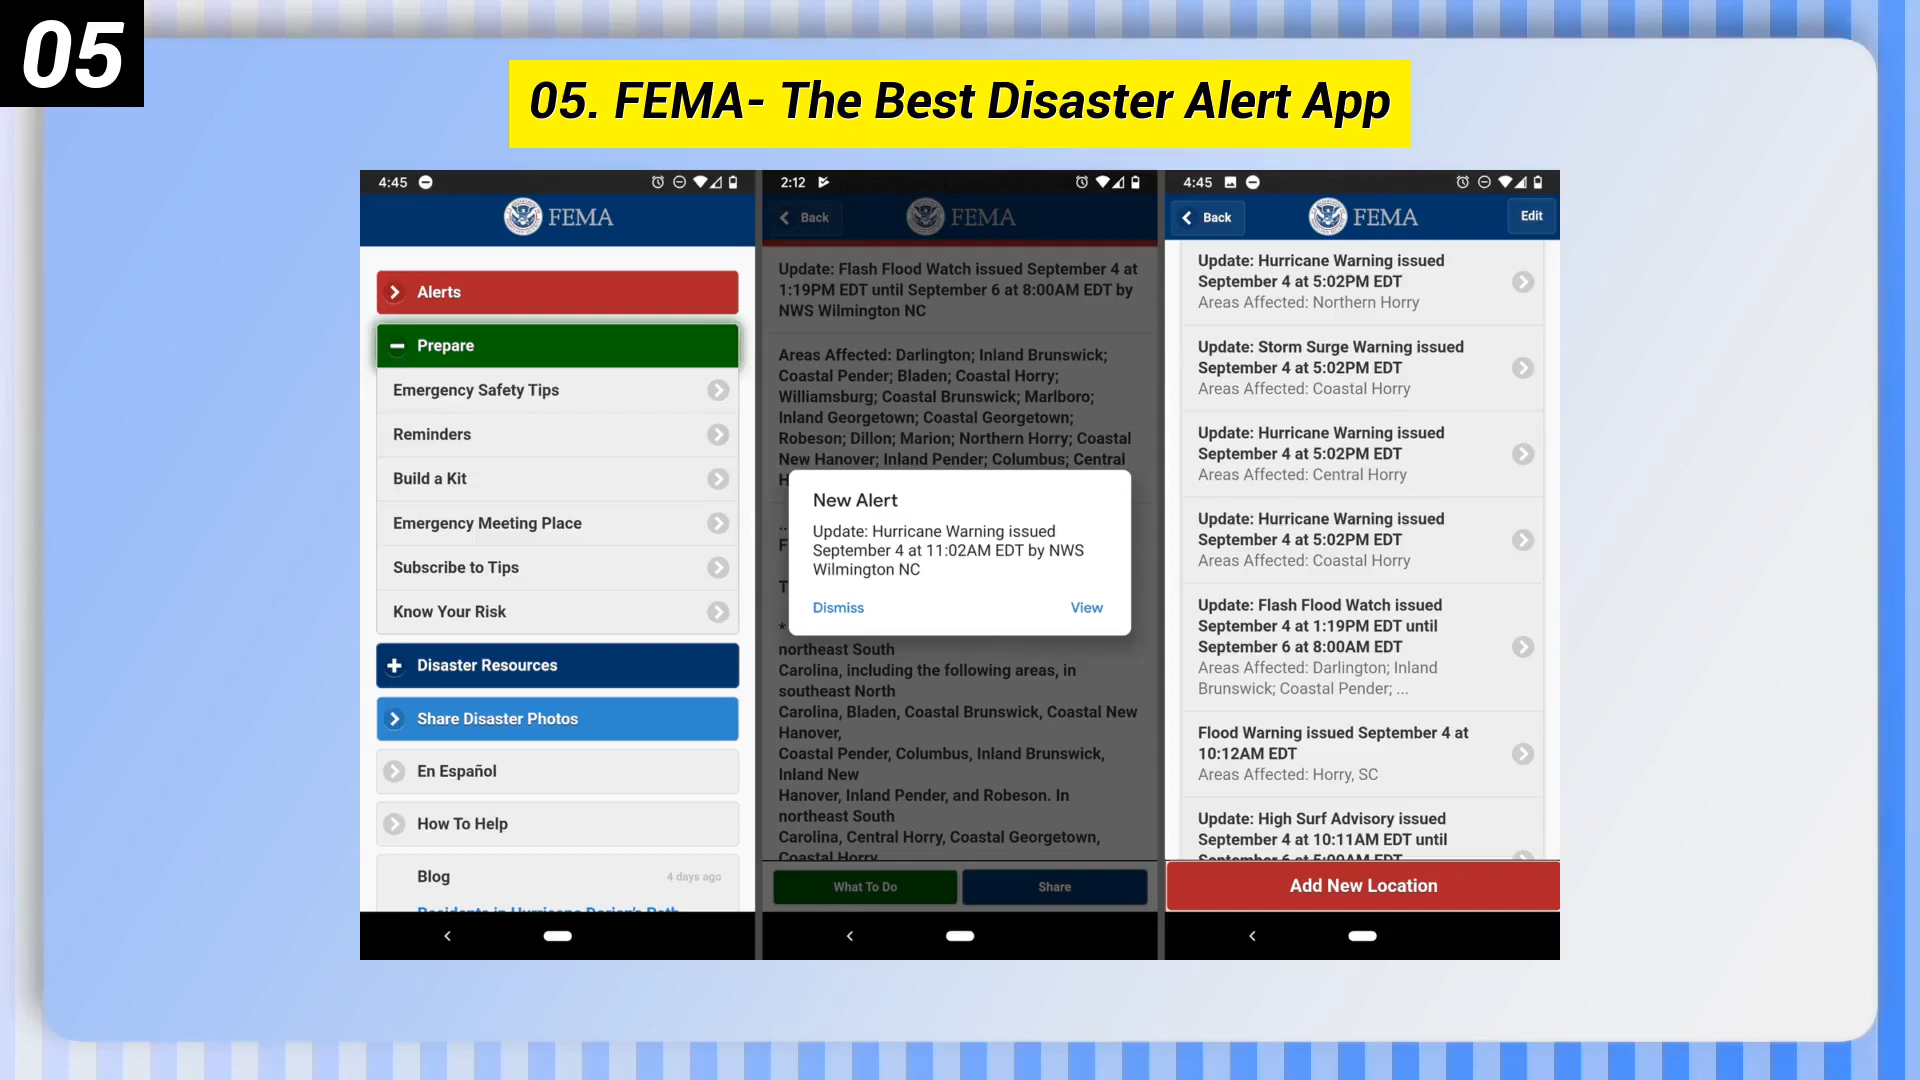 05
05. FEMA- The Best Disaster Alert App
4:45
FEMA
Alerts
Prepare
Emergency Safety Tips
Reminders
Build a Kit
Emergency Meeting Place
Subscribe to Tips
Know Your Risk
Disaster Resources
Share Disaster Photos
En Español
How To Help
Blog
4 days ago
Residents in Hurricane Dorian's Path
2:12
Back
FEMA
Update: Flash Flood Watch issued September 4 at
1:19PM EDT until September 6 at 8:00AM EDT by
NWS Wilmington NC
Areas Affected: Darlington; Inland Brunswick;
Coastal Pender; Bladen; Coastal Horry;
Williamsburg; Coastal Brunswick; Marlboro;
Inland Georgetown; Coastal Georgetown;
Robeson; Dillon; Marion; Northern Horry; Coastal
New Hanover; Inland Pender; Columbus; Central
New Alert
Update: Hurricane Warning issued
September 4 at 11:02AM EDT by NWS
Wilmington NC
Dismiss
View
*
northeast South
Carolina, including the following areas, in
southeast North
Carolina, Bladen, Coastal Brunswick, Coastal New
Hanover,
Coastal Pender, Columbus, Inland Brunswick,
Inland New
Hanover, Inland Pender, and Robeson. In
northeast South
Carolina, Central Horry, Coastal Georgetown,
Coastal Horry
What To Do
Share
4:45
Back
FEMA
Edit
Update: Hurricane Warning issued
September 4 at 5:02PM EDT
Areas Affected: Northern Horry
Update: Storm Surge Warning issued
September 4 at 5:02PM EDT
Areas Affected: Coastal Horry
Update: Hurricane Warning issued
September 4 at 5:02PM EDT
Areas Affected: Central Horry
Update: Hurricane Warning issued
September 4 at 5:02PM EDT
Areas Affected: Coastal Horry
Update: Flash Flood Watch issued
September 4 at 1:19PM EDT until
September 6 at 8:00AM EDT
Areas Affected: Darlington; Inland
Brunswick; Coastal Pender; ...
Flood Warning issued September 4 at
10:12AM EDT
Areas Affected: Horry, SC
Update: High Surf Advisory issued
September 4 at 10:11AM EDT until
September 6 at 5:00AM EDT
Add New Location